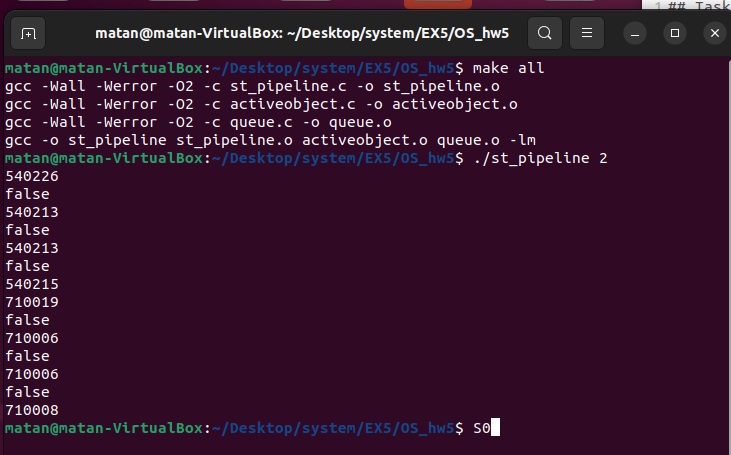 1 ## Task
matan@matan-VirtualBox: ~/Desktop/system/EX5/OS_hw5
matan@matan-VirtualBox:~/Desktop/system/EX5/OS_hw5$ make all
gcc -Wall -Werror -O2 -c st_pipeline.c -o st_pipeline.o
gcc -Wall -Werror -O2 -c activeobject.c -o activeobject.o
gcc -Wall -Werror -O2 -c queue.c -o queue.o
gcc -o st_pipeline st_pipeline.o activeobject.o queue.o -lm
matan@matan-VirtualBox:~/Desktop/system/EX5/OS_hw5$ ./st_pipeline 2
540226
false
540213
false
540213
false
540215
710019
false
710006
false
710006
false
710008
matan@matan-VirtualBox:~/Desktop/system/EX5/OS_hw5$ S0